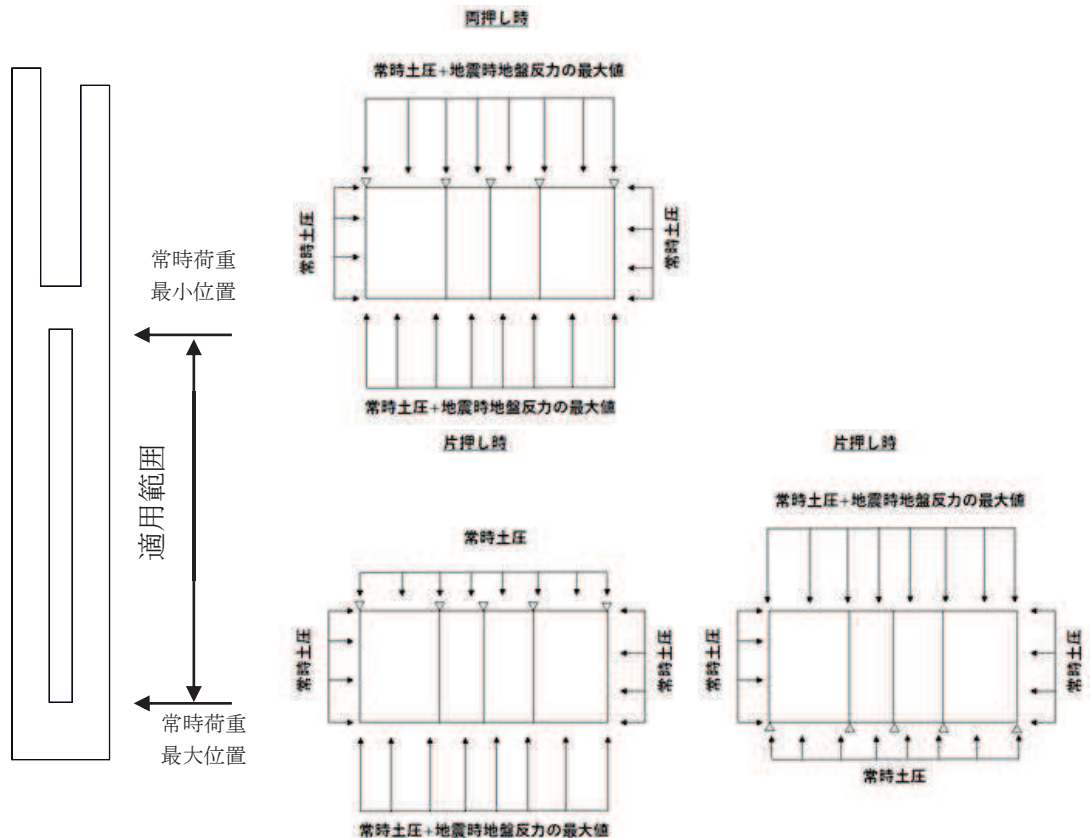 両押し時
常時土圧+地震時地盤反力の最大値
常時土圧
常時土圧
常時土圧+地震時地盤反力の最大値
常時荷重
最小位置
適用範囲
常時荷重
最大位置
片押し時
常時土圧
常時土圧
常時土圧
常時土圧+地震時地盤反力の最大値
片押し時
常時土圧+地震時地盤反力の最大値
常時土圧
常時土圧
常時土圧